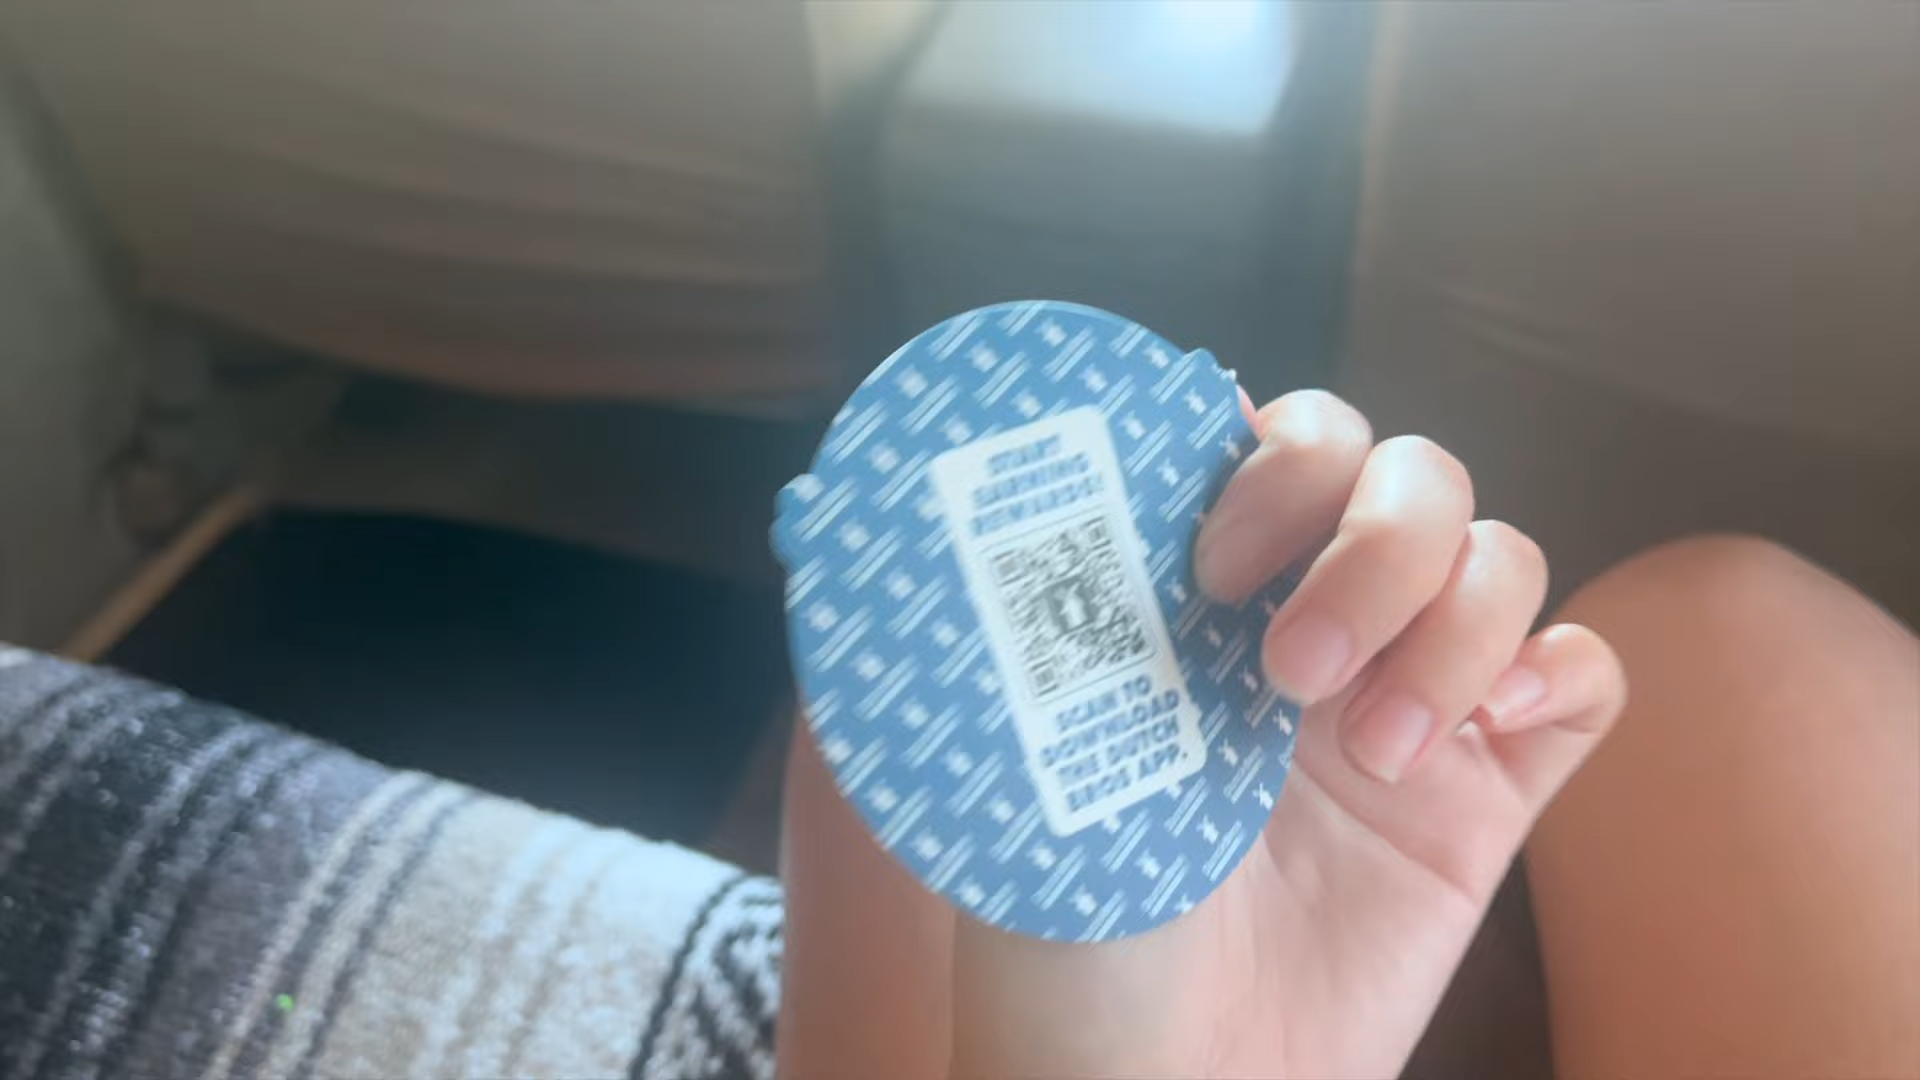 START
EARNING
REWARDS!
SCAN TO
DOWNLOAD
THE DUTCH
BROS APP.